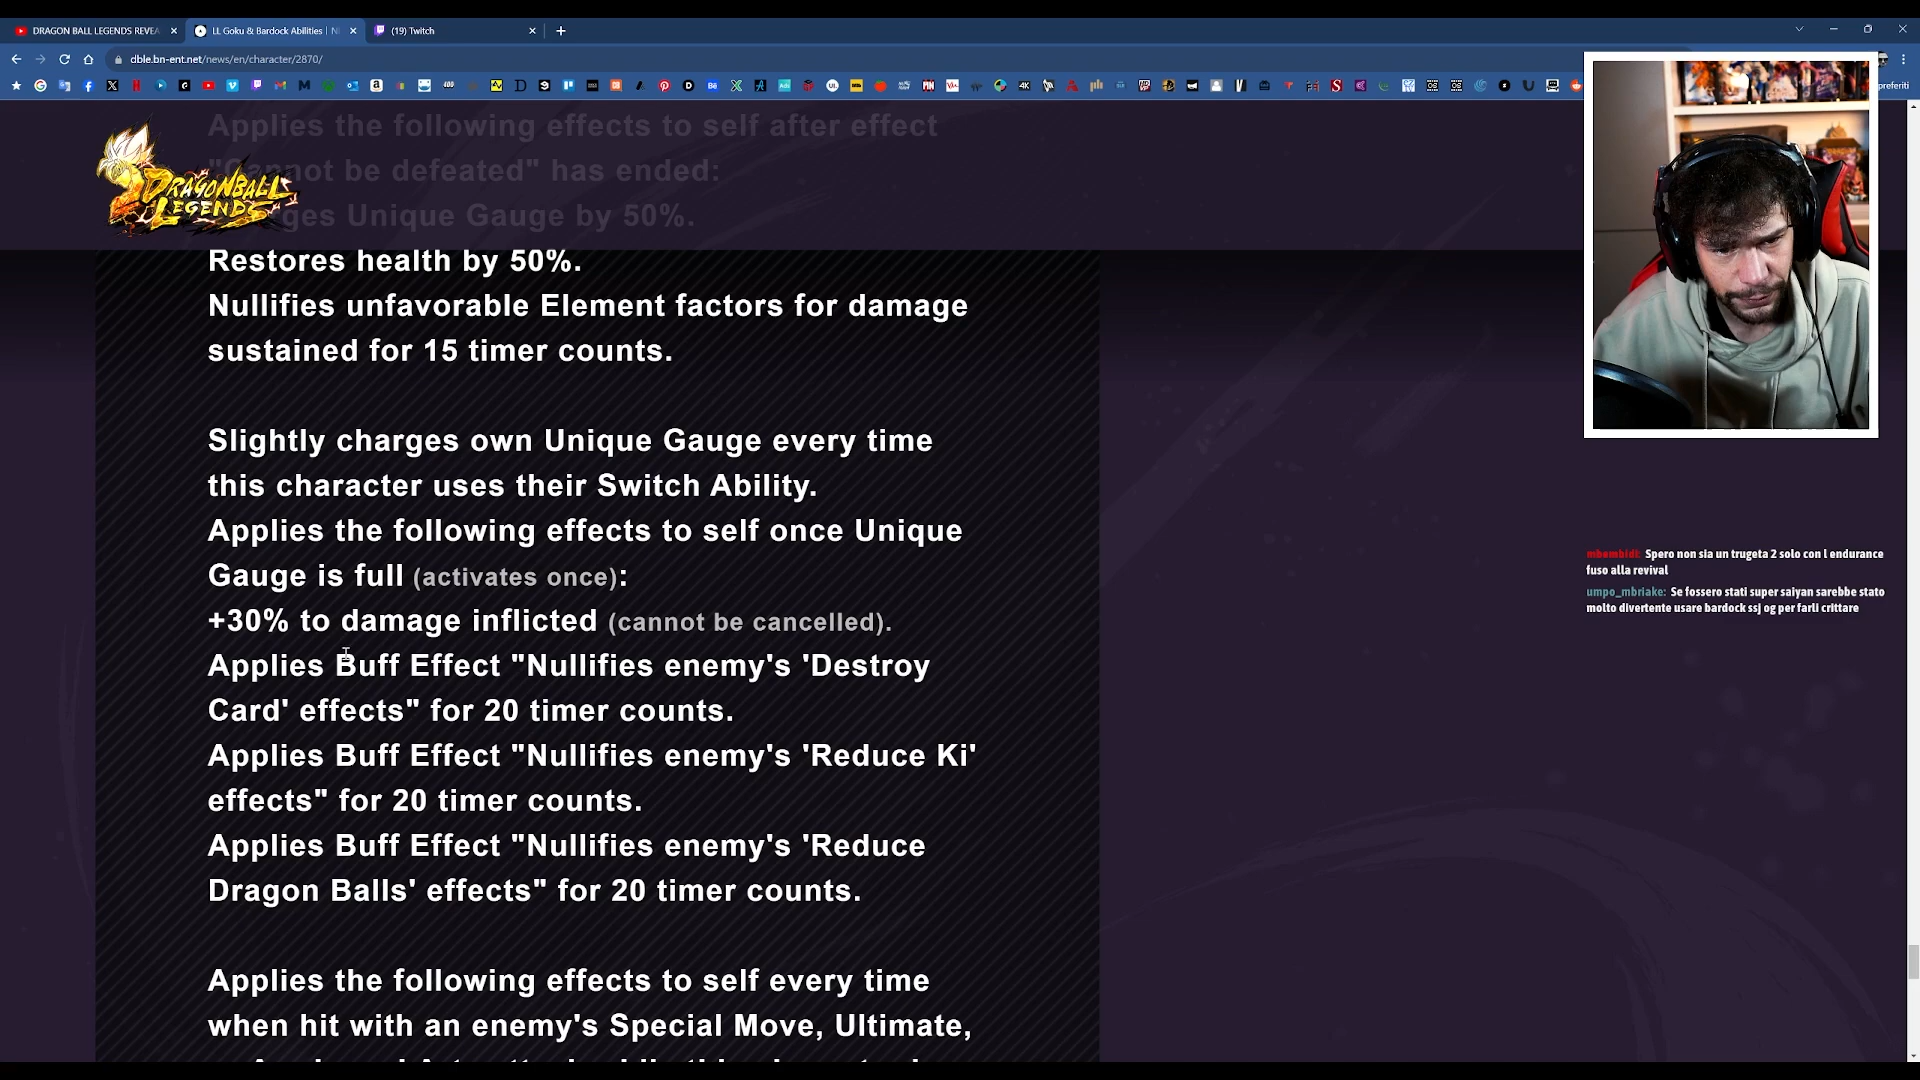 DRAGON BALL LEGENDS REVEA
LL Goku & Bardock Abilities | N
(19) Twitch
dble.bn-ent.net/news/en/character/2870/
preferiti
Applies the following effects to self after effect
"Cannot be defeated" has ended:
DRAGONBALL
LEGENDS
ges Unique Gauge by 50%.
Restores health by 50%.
Nullifies unfavorable Element factors for damage
sustained for 15 timer counts.
Slightly charges own Unique Gauge every time
this character uses their Switch Ability.
Applies the following effects to self once Unique
Gauge is full (activates once):
+30% to damage inflicted (cannot be cancelled).
Applies Buff Effect "Nullifies enemy's 'Destroy
Card' effects" for 20 timer counts.
Applies Buff Effect "Nullifies enemy's 'Reduce Ki'
effects" for 20 timer counts.
Applies Buff Effect "Nullifies enemy's 'Reduce
Dragon Balls' effects" for 20 timer counts.
Applies the following effects to self every time
when hit with an enemy's Special Move, Ultimate,
mbombidi: Spero non sia un trugeta 2 solo con l endurance
fuso alla revival
umpo_mbriake: Se fossero stati super saiyan sarebbe stato
molto divertente usare bardock ssj og per farli crittare